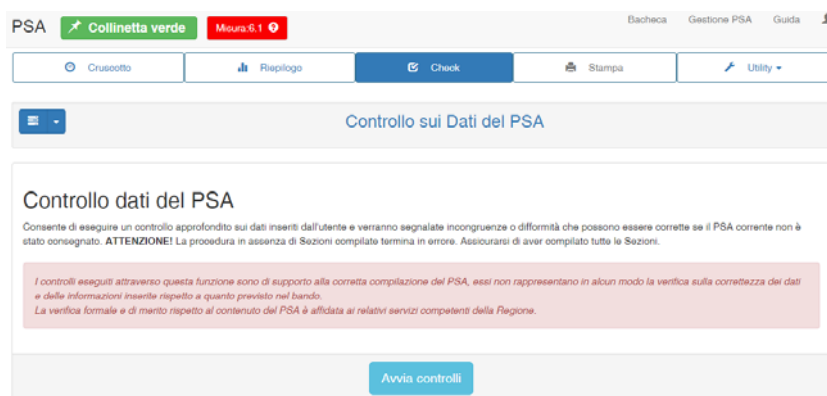 PSA Collinetta verde Misura:6.1 Bacheca Gestione PSA Guida
Cruscotto Riepilogo Check Stampa Utility
Controllo sui Dati del PSA
Controllo dati del PSA
Consente di eseguire un controllo approfondito sui dati inseriti dall'utente e verranno segnalate incongruenze o difformità che possono essere corrette se il PSA corrente non è
stato consegnato. ATTENZIONE! La procedura in assenza di Sezioni compilate termina in errore. Assicurarsi di aver compilato tutte le Sezioni.
I controlli eseguiti attraverso questa funzione sono di supporto alla corretta compilazione del PSA, essi non rappresentano in alcun modo la verifica sulla correttezza dei dati
e delle informazioni inserite rispetto a quanto previsto nel bando.
La verifica formale e di merito rispetto al contenuto del PSA è affidata ai relativi servizi competenti della Regione.
Avvia controlli